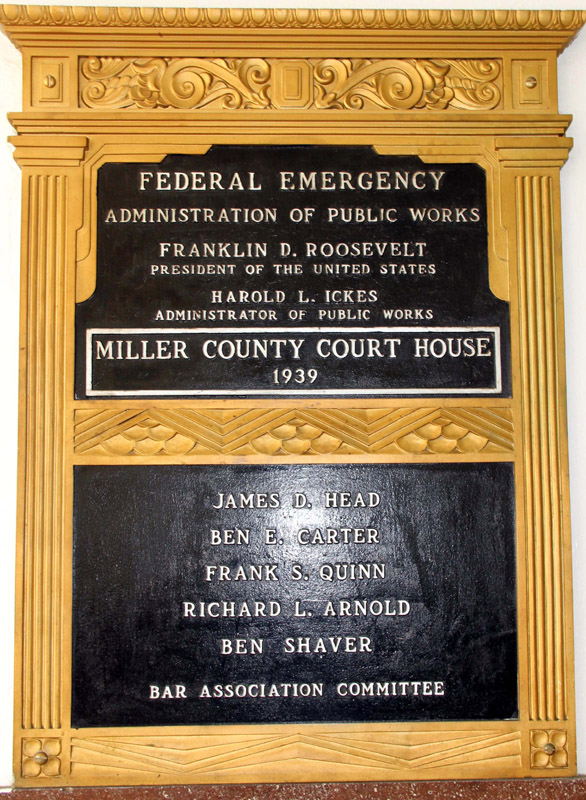 FEDERAL EMERGENCY
ADMINISTRATION OF PUBLIC WORKS
FRANKLIN D. ROOSEVELT
PRESIDENT OF THE UNITED STATES
HAROLD L. ICKES
ADMINISTRATOR OF PUBLIC WORKS
MILLER COUNTY COURT HOUSE
1939
JAMES D. HEAD
BEN E. CARTER
FRANK S. QUINN
RICHARD L. ARNOLD
BEN SHAVER
BAR ASSOCIATION COMMITTEE